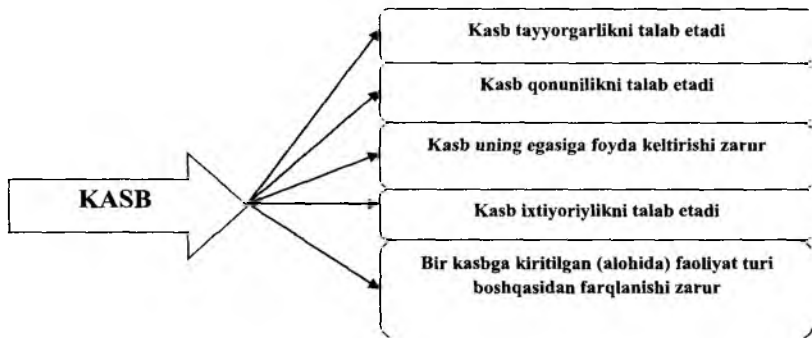 KASB
Kasb tayyorgarlikni talab etadi
Kasb qonunilikni talab etadi
Kasb uning egasiga foyda keltirishi zarur
Kasb ixtiyoriylikni talab etadi
Bir kasbga kiritilgan (alohida) faoliyat turi
boshqasidan farqlanishi zarur